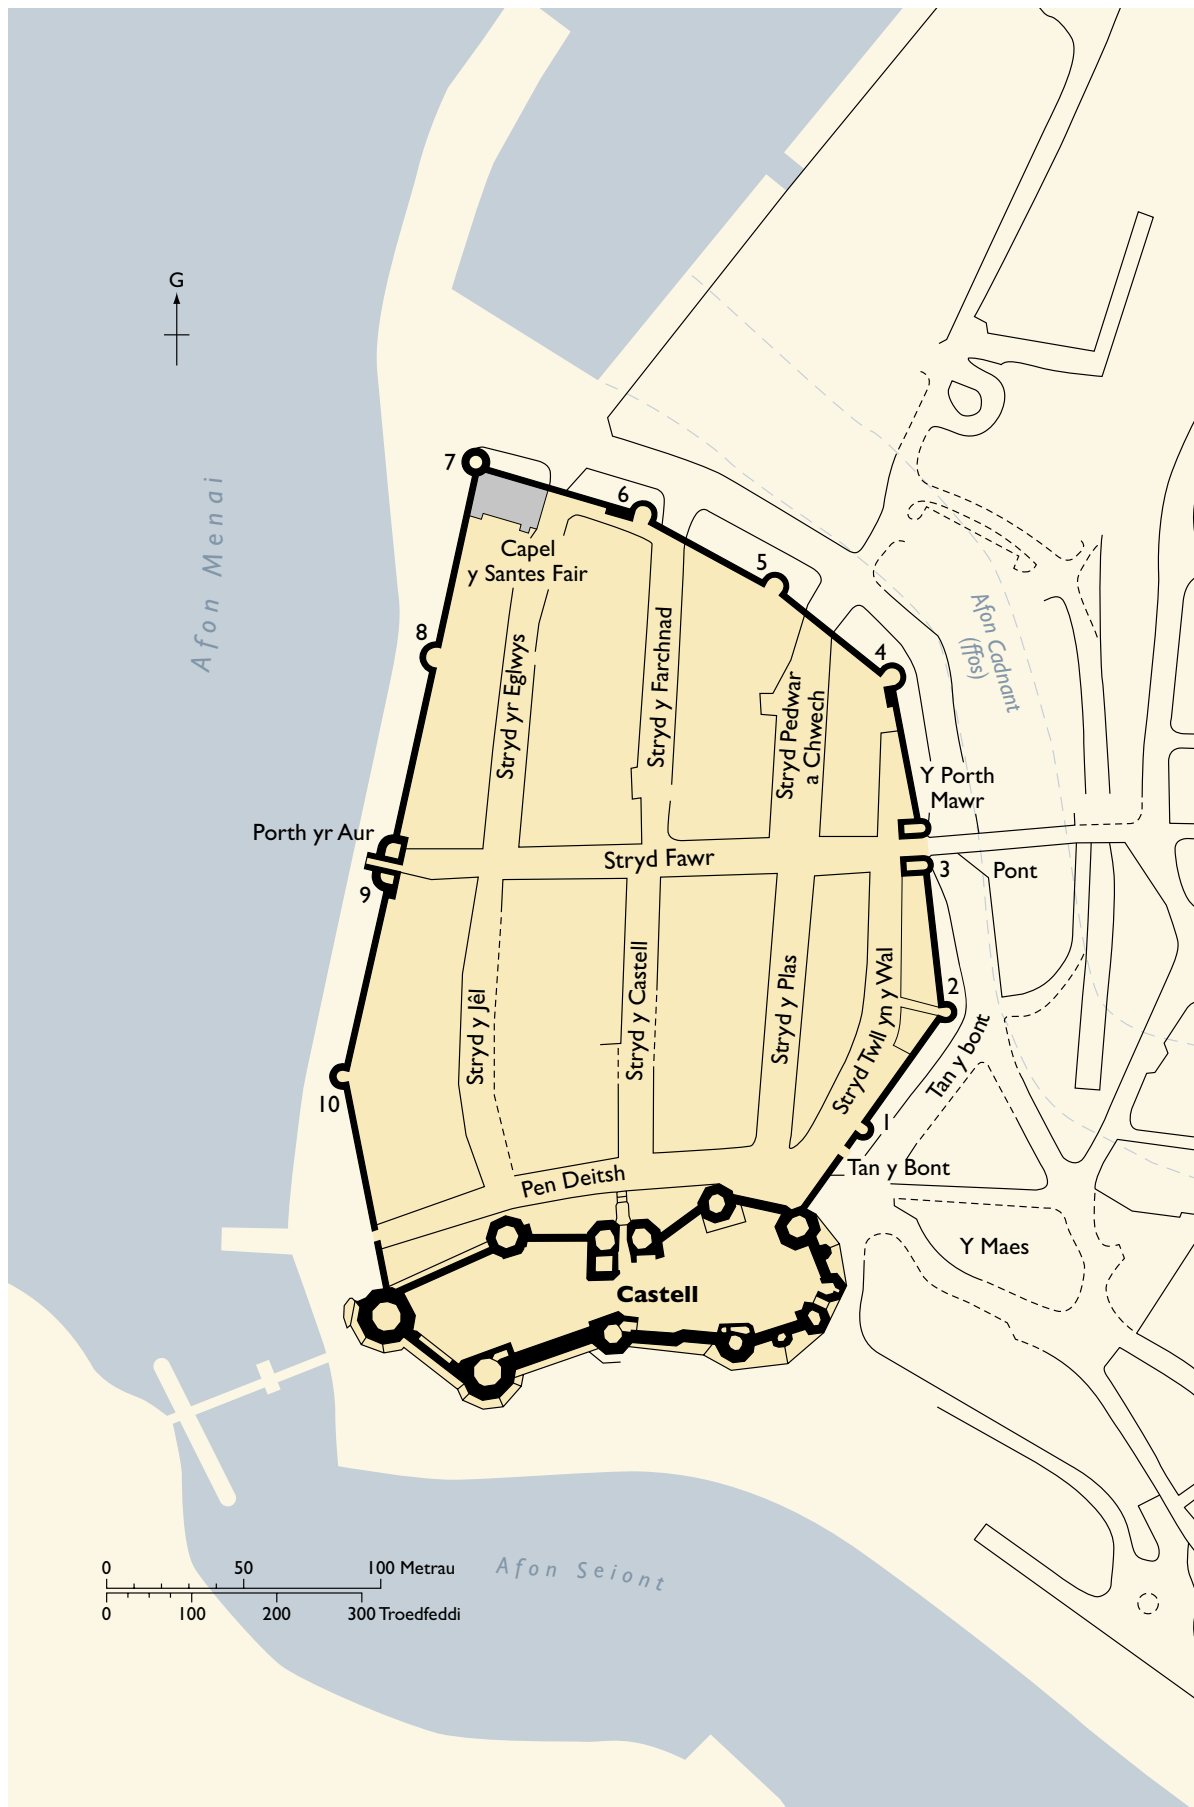 G
Afon Menai
7
6
Capel
y Santes Fair
5
Afon Cadnant
(ffos)
8
4
Stryd yr Eglwys
Stryd y Farchnad
Stryd Pedwar
a Chwech
Y Porth
Mawr
Porth yr Aur
Stryd Fawr
3
Pont
9
Stryd y Jêl
Stryd y Castell
Stryd y Plas
Stryd Twll yn y Wal
2
Tan y bont
10
1
Tan y Bont
Pen Deitsh
Y Maes
Castell
0
50
100 Metrau
0
100
200
300 Troedfeddi
Afon Seiont